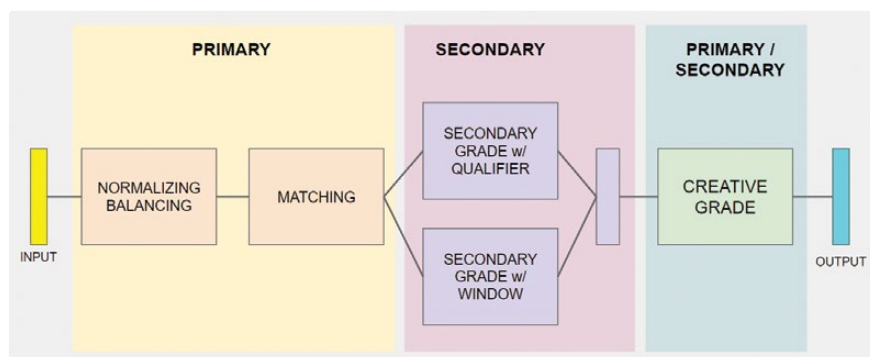 PRIMARY
SECONDARY
PRIMARY /
SECONDARY
INPUT
NORMALIZING
BALANCING
MATCHING
SECONDARY
GRADE w/
QUALIFIER
SECONDARY
GRADE w/
WINDOW
CREATIVE
GRADE
OUTPUT